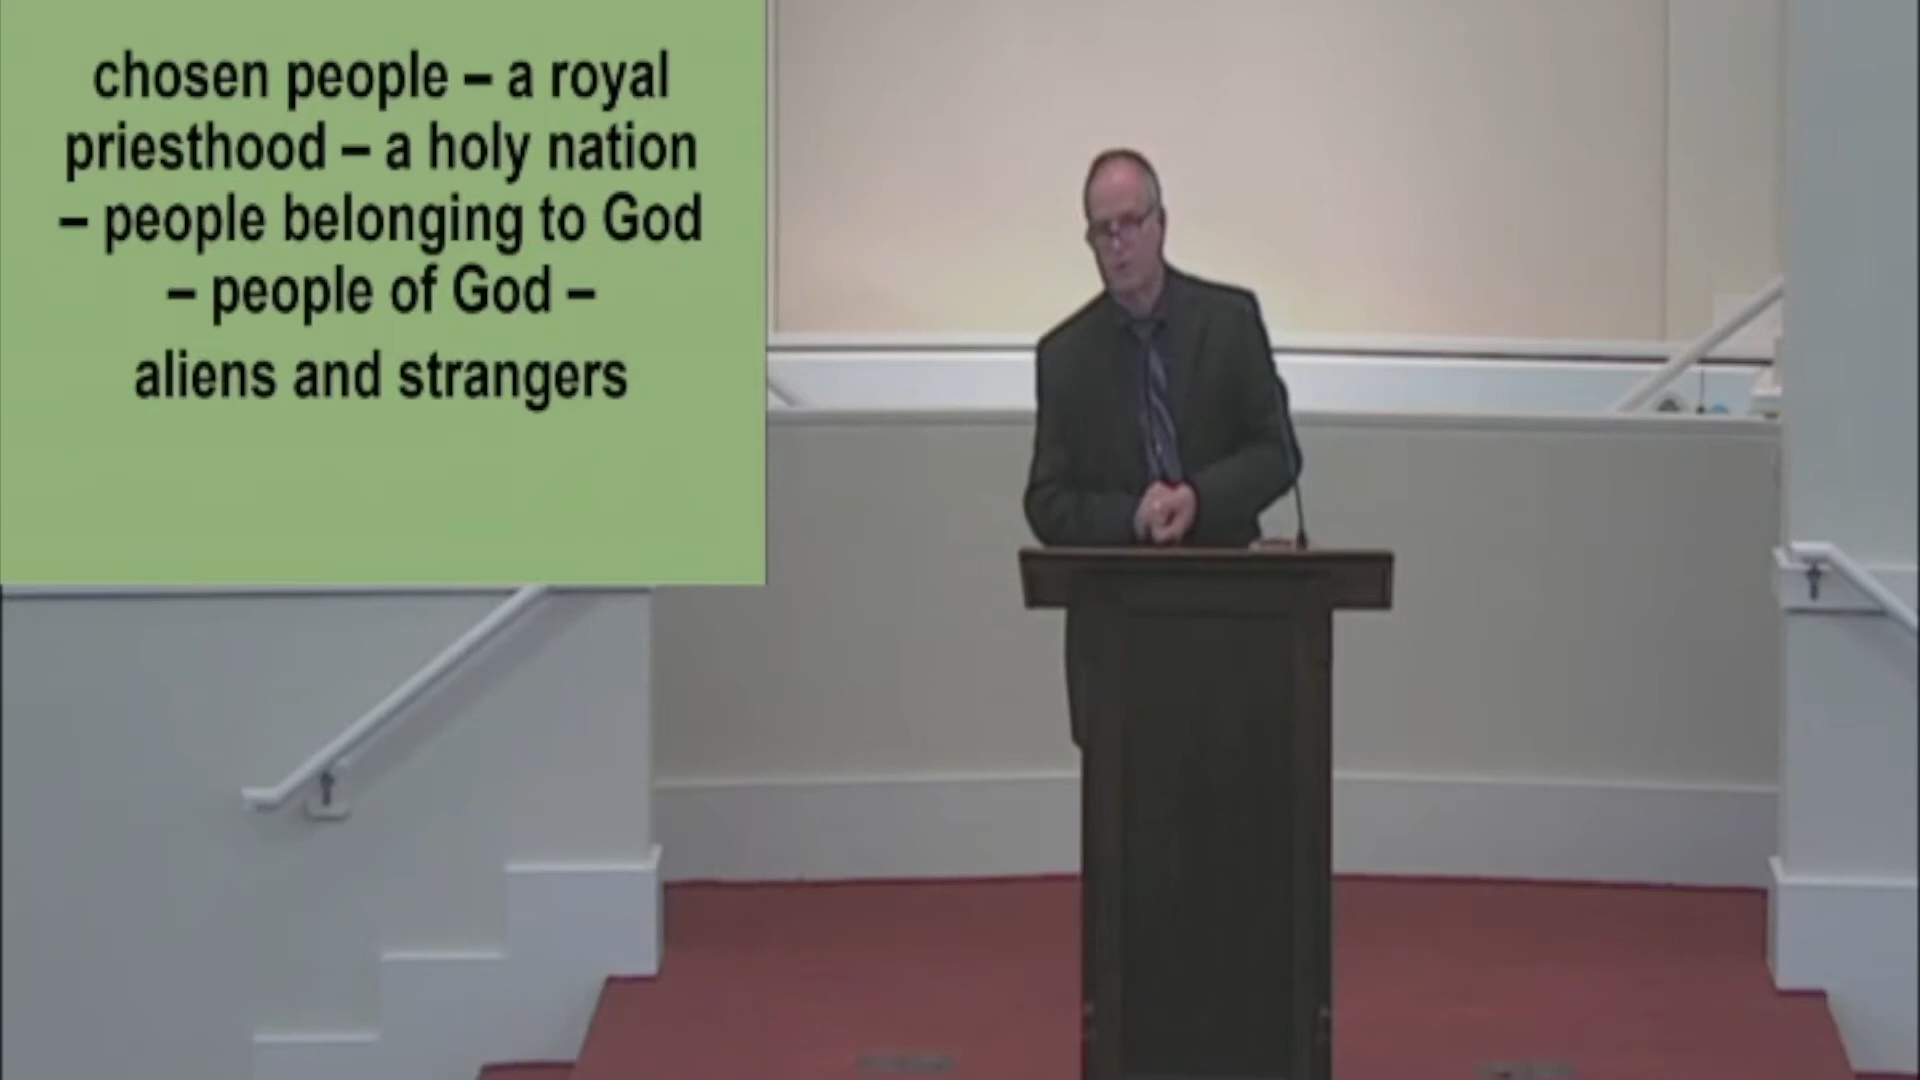 chosen people – a royal
priesthood – a holy nation
– people belonging to God
– people of God –
aliens and strangers